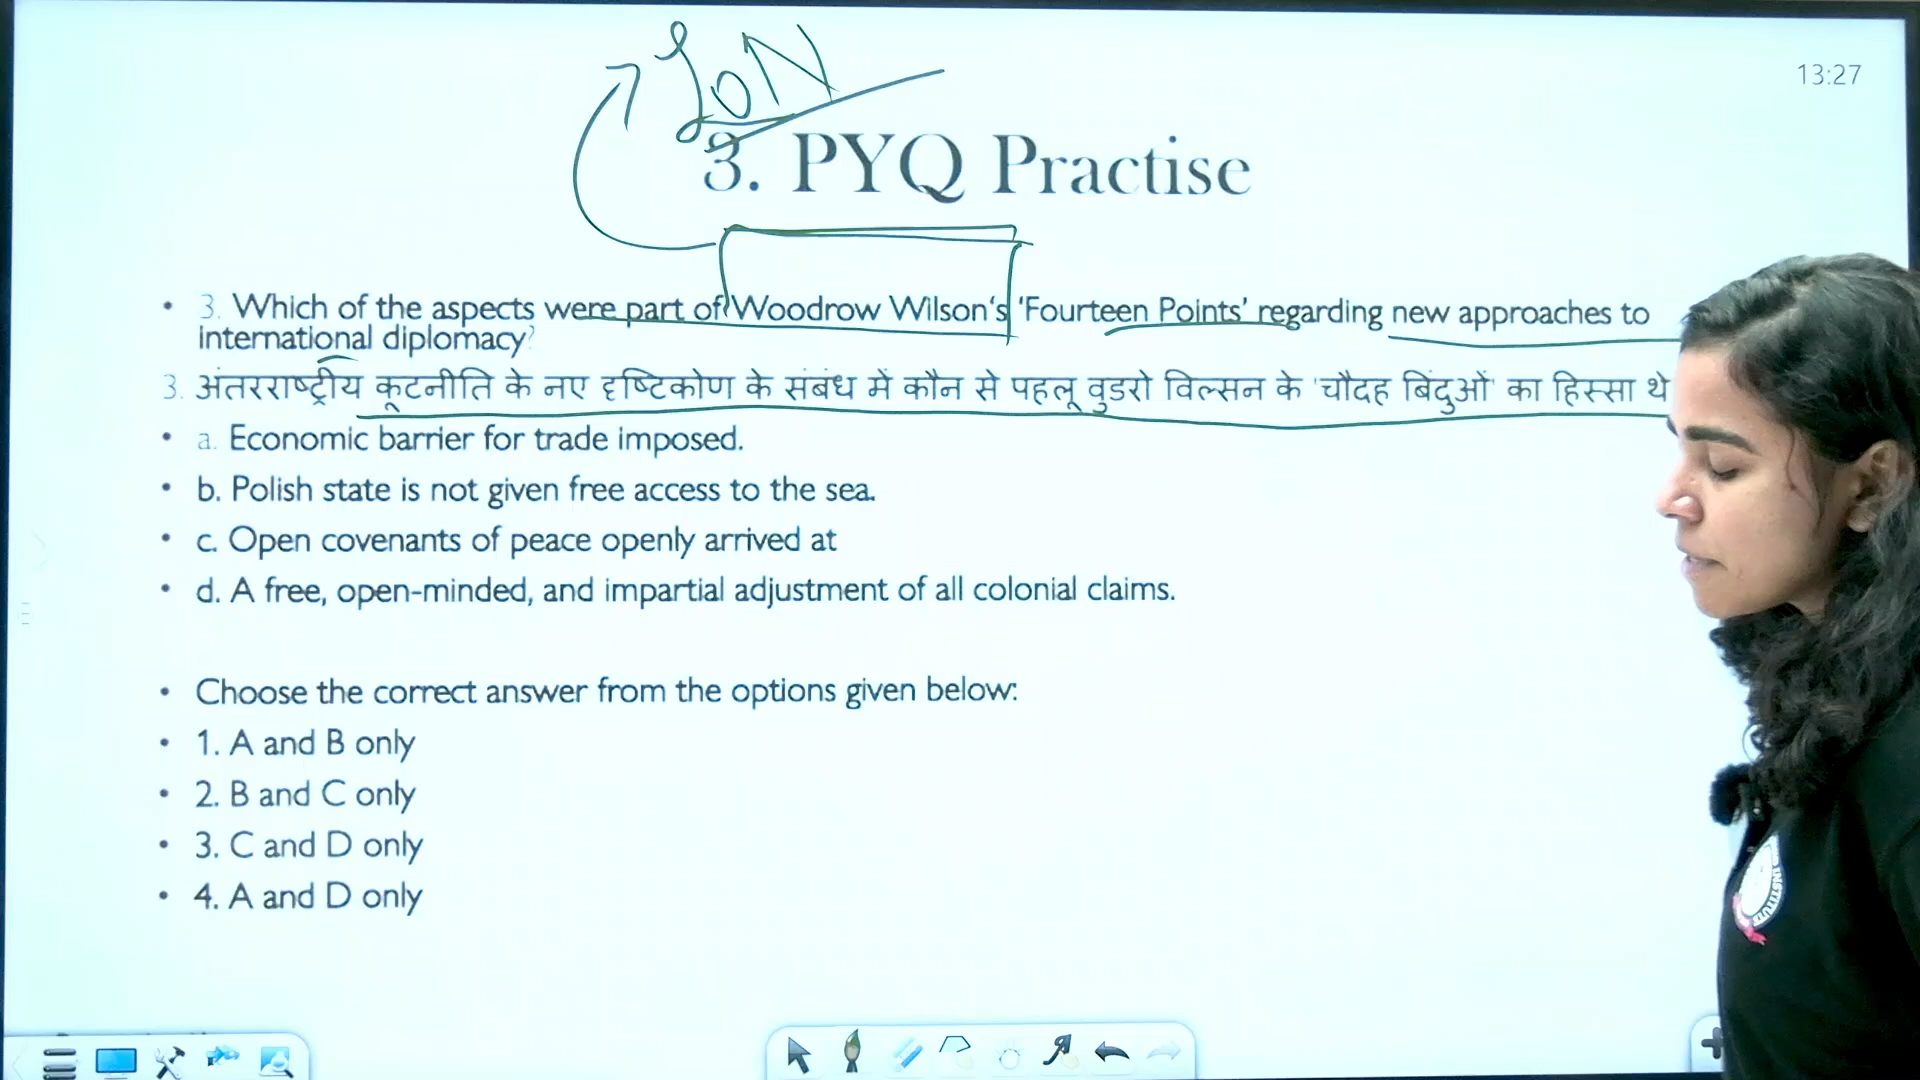 LON
13:27
3. PYQ Practise
• 3. Which of the aspects were part of Woodrow Wilson's 'Fourteen Points' regarding new approaches to
international diplomacy?
3. अंतरराष्ट्रीय कूटनीति के नए दृष्टिकोण के संबंध में कौन से पहलू वुडरो विल्सन के 'चौदह बिंदुओं' का हिस्सा थे
• a. Economic barrier for trade imposed.
• b. Polish state is not given free access to the sea.
• c. Open covenants of peace openly arrived at
• d. A free, open-minded, and impartial adjustment of all colonial claims.
• Choose the correct answer from the options given below:
• 1. A and B only
• 2. B and C only
• 3. C and D only
• 4. A and D only